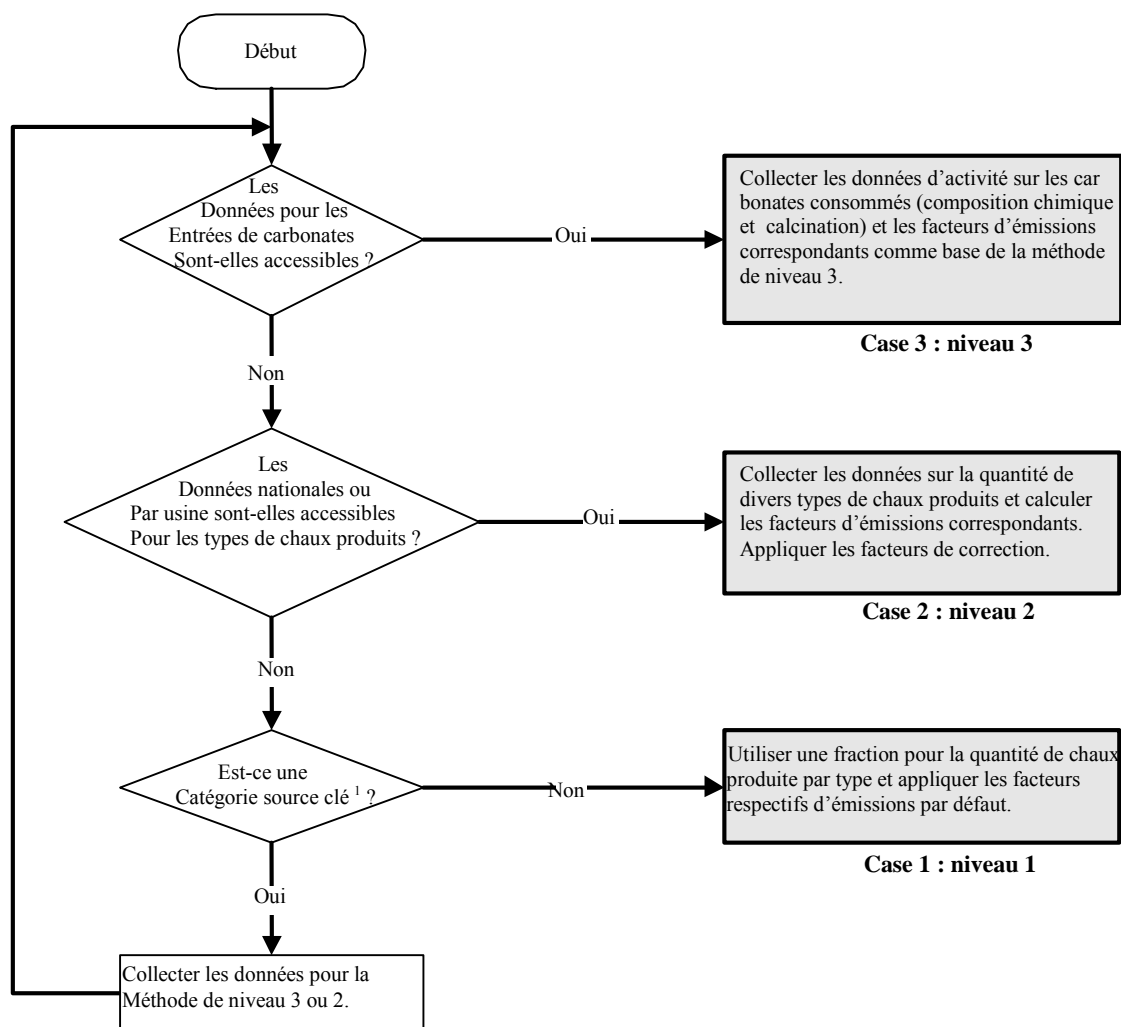 Début
Les
Données pour les
Entrées de carbonates
Sont-elles accessibles ?
Oui
Collecter les données d’activité sur les car
bonates consommés (composition chimique
et calcination) et les facteurs d’émissions
correspondants comme base de la méthode
de niveau 3.
Case 3 : niveau 3
Non
Les
Données nationales ou
Par usine sont-elles accessibles
Pour les types de chaux produits ?
Oui
Collecter les données sur la quantité de
divers types de chaux produits et calculer
les facteurs d’émissions correspondants.
Appliquer les facteurs de correction.
Case 2 : niveau 2
Non
Est-ce une
Catégorie source clé ¹ ?
Non
Utiliser une fraction pour la quantité de chaux
produite par type et appliquer les facteurs
respectifs d’émissions par défaut.
Case 1 : niveau 1
Oui
Collecter les données pour la
Méthode de niveau 3 ou 2.